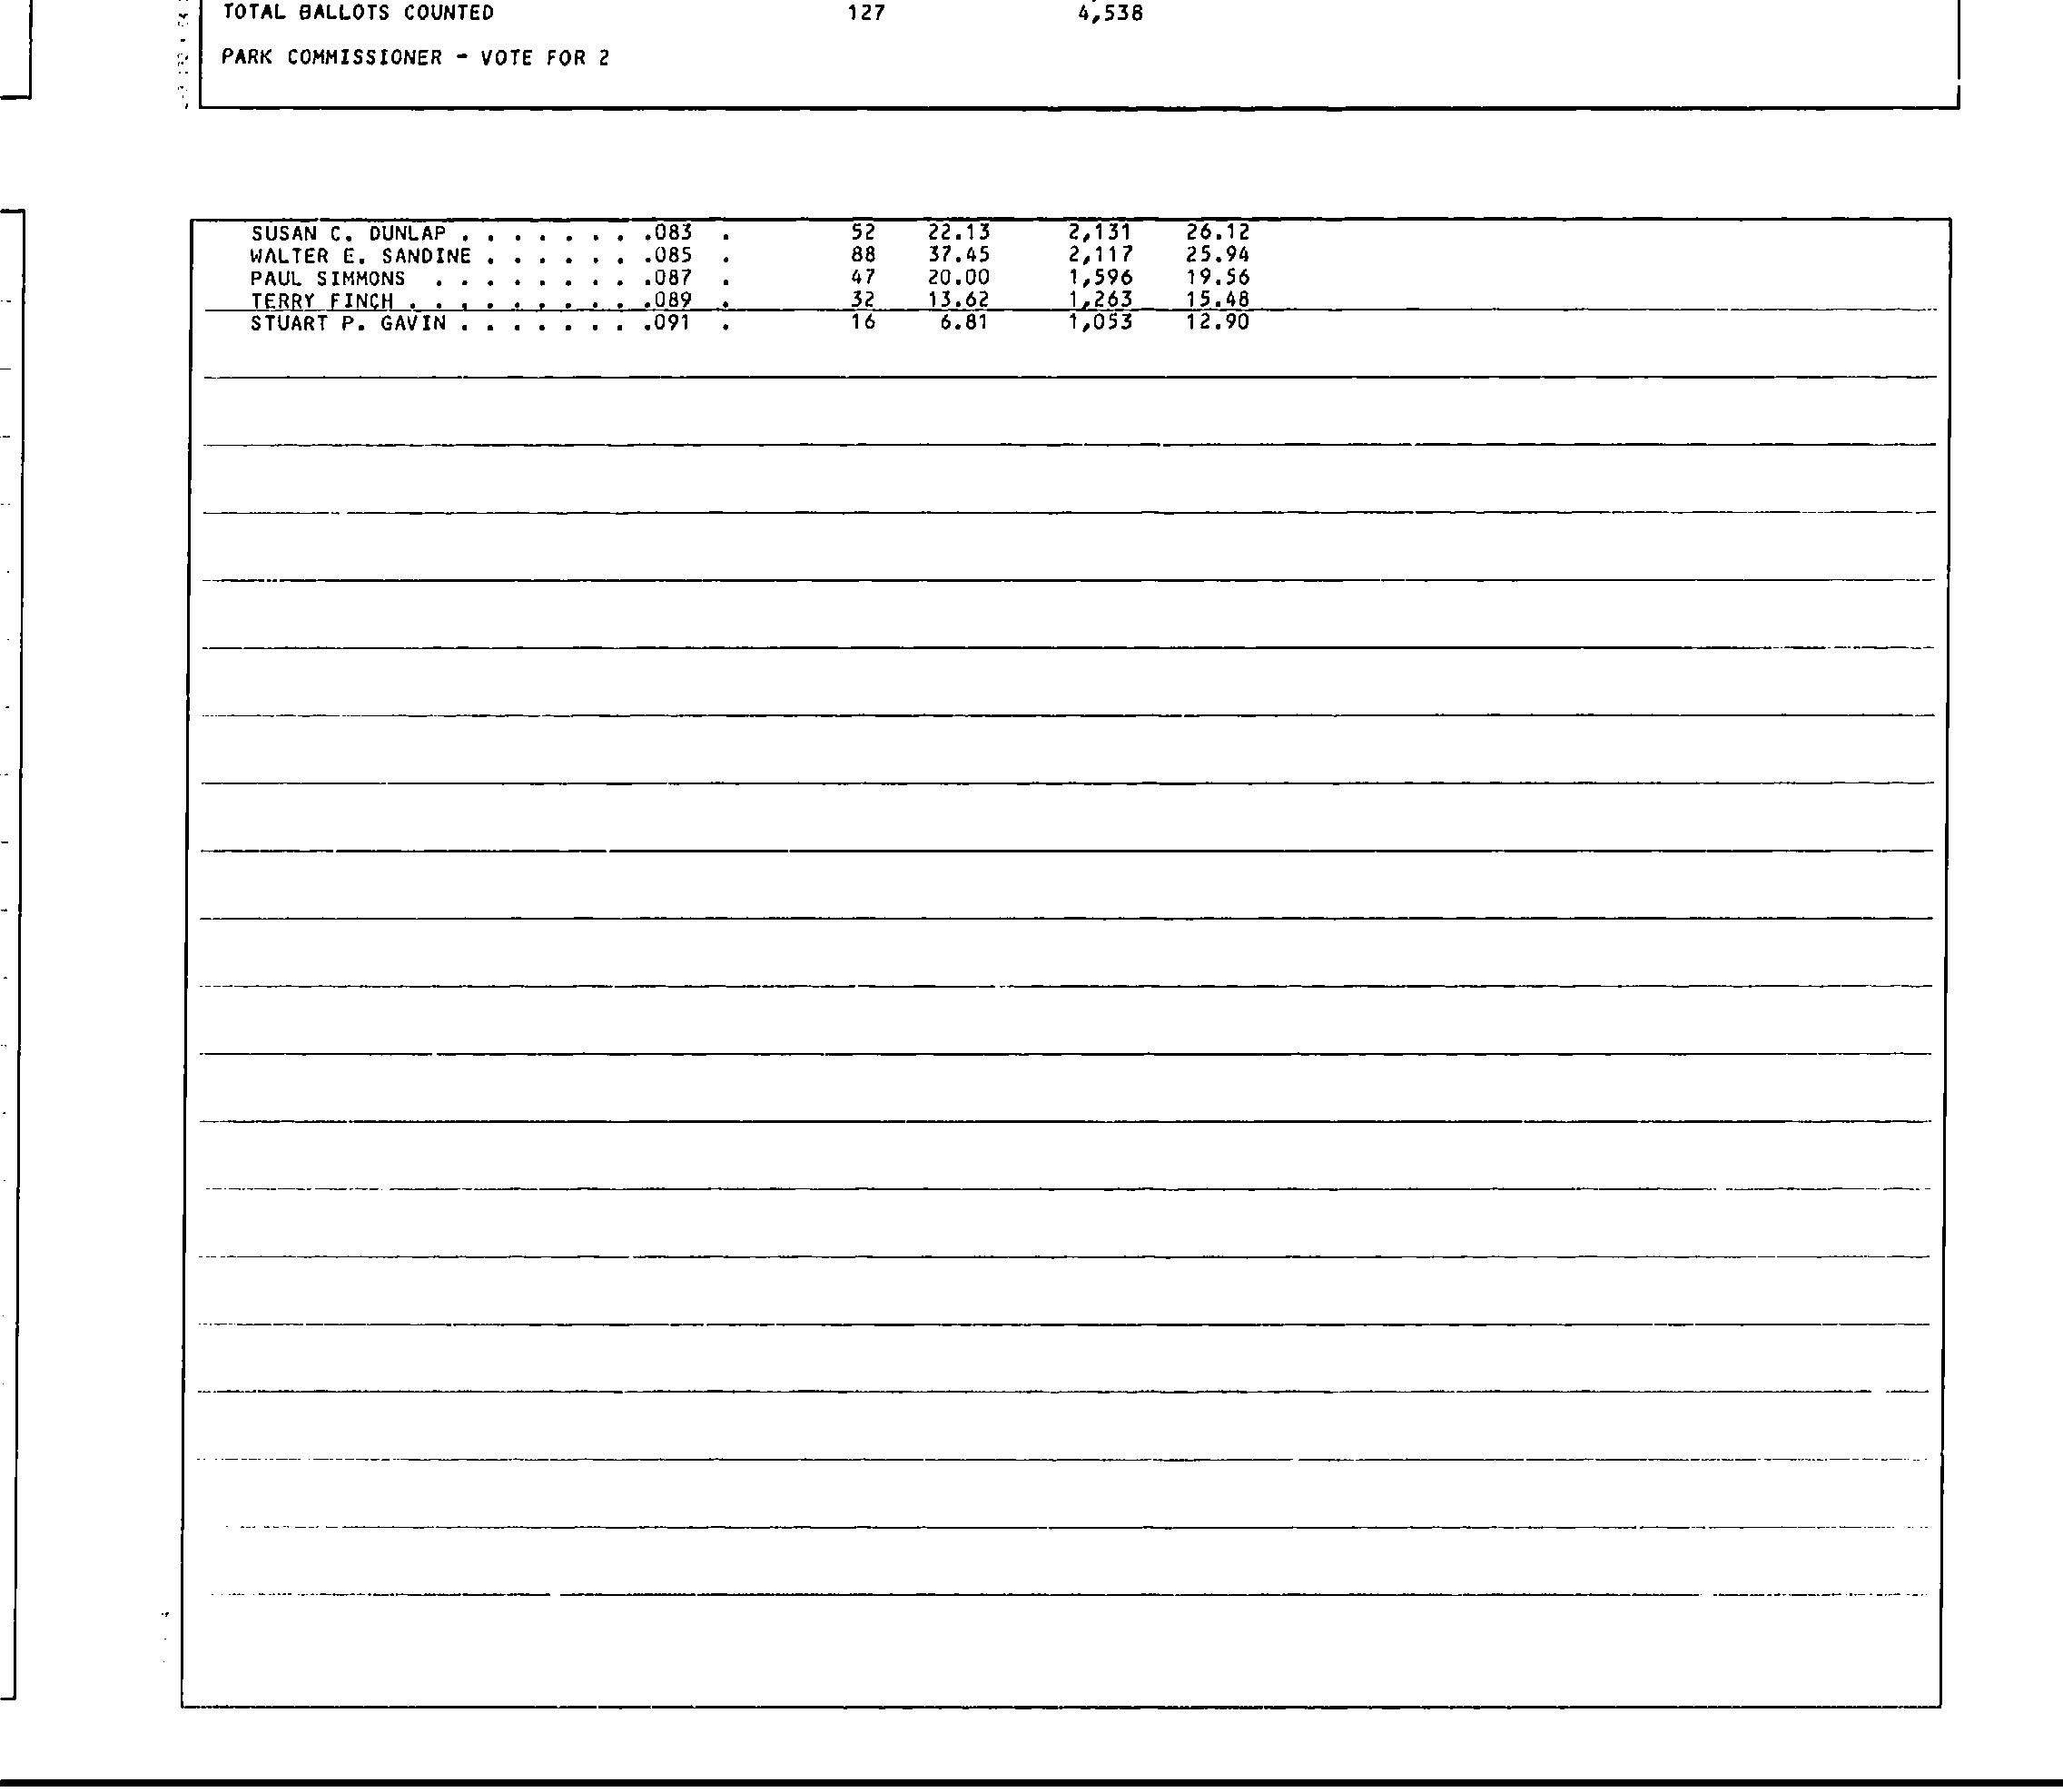 TOTAL BALLOTS COUNTED 127 4,538
PARK COMMISSIONER - VOTE FOR 2
SUSAN C. DUNLAP . . . . . . . .083 . 52 22.13 2,131 26.12
WALTER E. SANDINE . . . . . . .085 . 88 37.45 2,117 25.94
PAUL SIMMONS . . . . . . . . .087 . 47 20.00 1,596 19.56
TERRY FINCH . . . . . . . . . .089 . 32 13.62 1,263 15.48
STUART P. GAVIN . . . . . . . .091 . 16 6.81 1,053 12.90